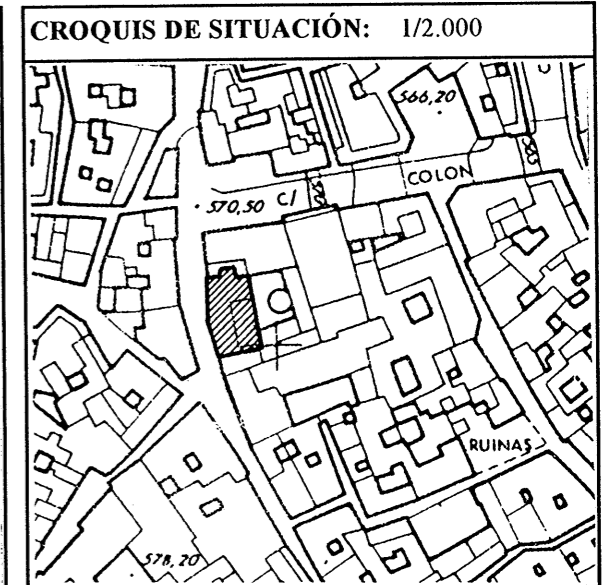 CROQUIS DE SITUACIÓN: 1/2.000
566,20
COLON
C/
570,50
RUINAS
578,20